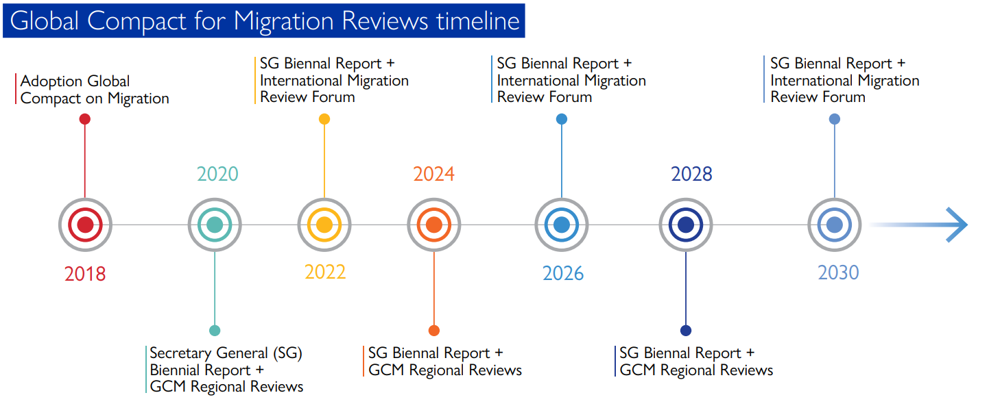 Global Compact for Migration Reviews timeline
Adoption Global
Compact on Migration
2018
2020
Secretary General (SG)
Biennial Report +
GCM Regional Reviews
SG Biennal Report +
International Migration
Review Forum
2022
2024
SG Biennal Report +
GCM Regional Reviews
SG Biennal Report +
International Migration
Review Forum
2026
2028
SG Biennal Report +
GCM Regional Reviews
SG Biennal Report +
International Migration
Review Forum
2030